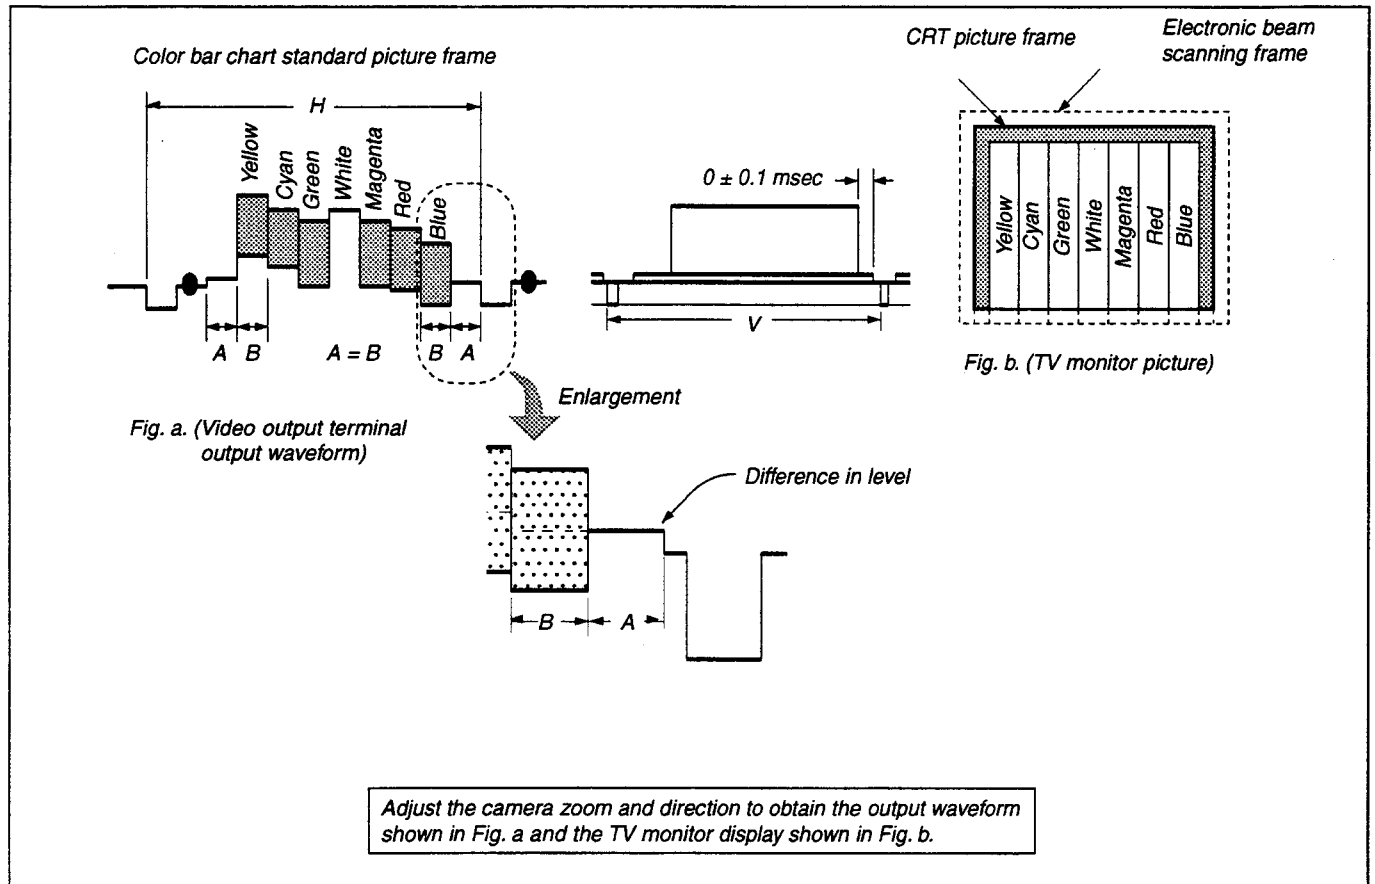 Color bar chart standard picture frame
H
Yellow
Cyan
Green
White
Magenta
Red
Blue
A
B
A = B
B
A
Fig. a. (Video output terminal
output waveform)
0 ± 0.1 msec
V
CRT picture frame
Electronic beam
scanning frame
Yellow
Cyan
Green
White
Magenta
Red
Blue
Fig. b. (TV monitor picture)
Enlargement
Difference in level
B
A
Adjust the camera zoom and direction to obtain the output waveform
shown in Fig. a and the TV monitor display shown in Fig. b.